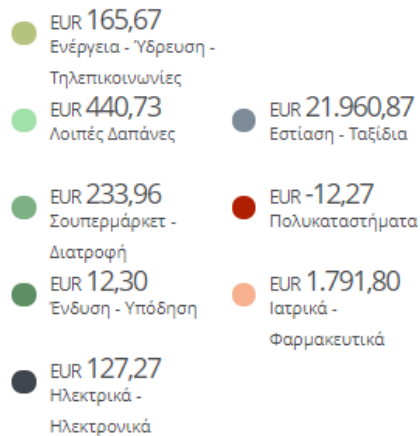 EUR 165,67
Ενέργεια - Ύδρευση -
Τηλεπικοινωνίες
EUR 440,73
Λοιπές Δαπάνες
EUR 21.960,87
Εστίαση - Ταξίδια
EUR 233,96
Σουπερμάρκετ -
Διατροφή
EUR -12,27
Πολυκαταστήματα
EUR 12,30
Ένδυση - Υπόδηση
EUR 1.791,80
Ιατρικά -
Φαρμακευτικά
EUR 127,27
Ηλεκτρικά -
Ηλεκτρονικά